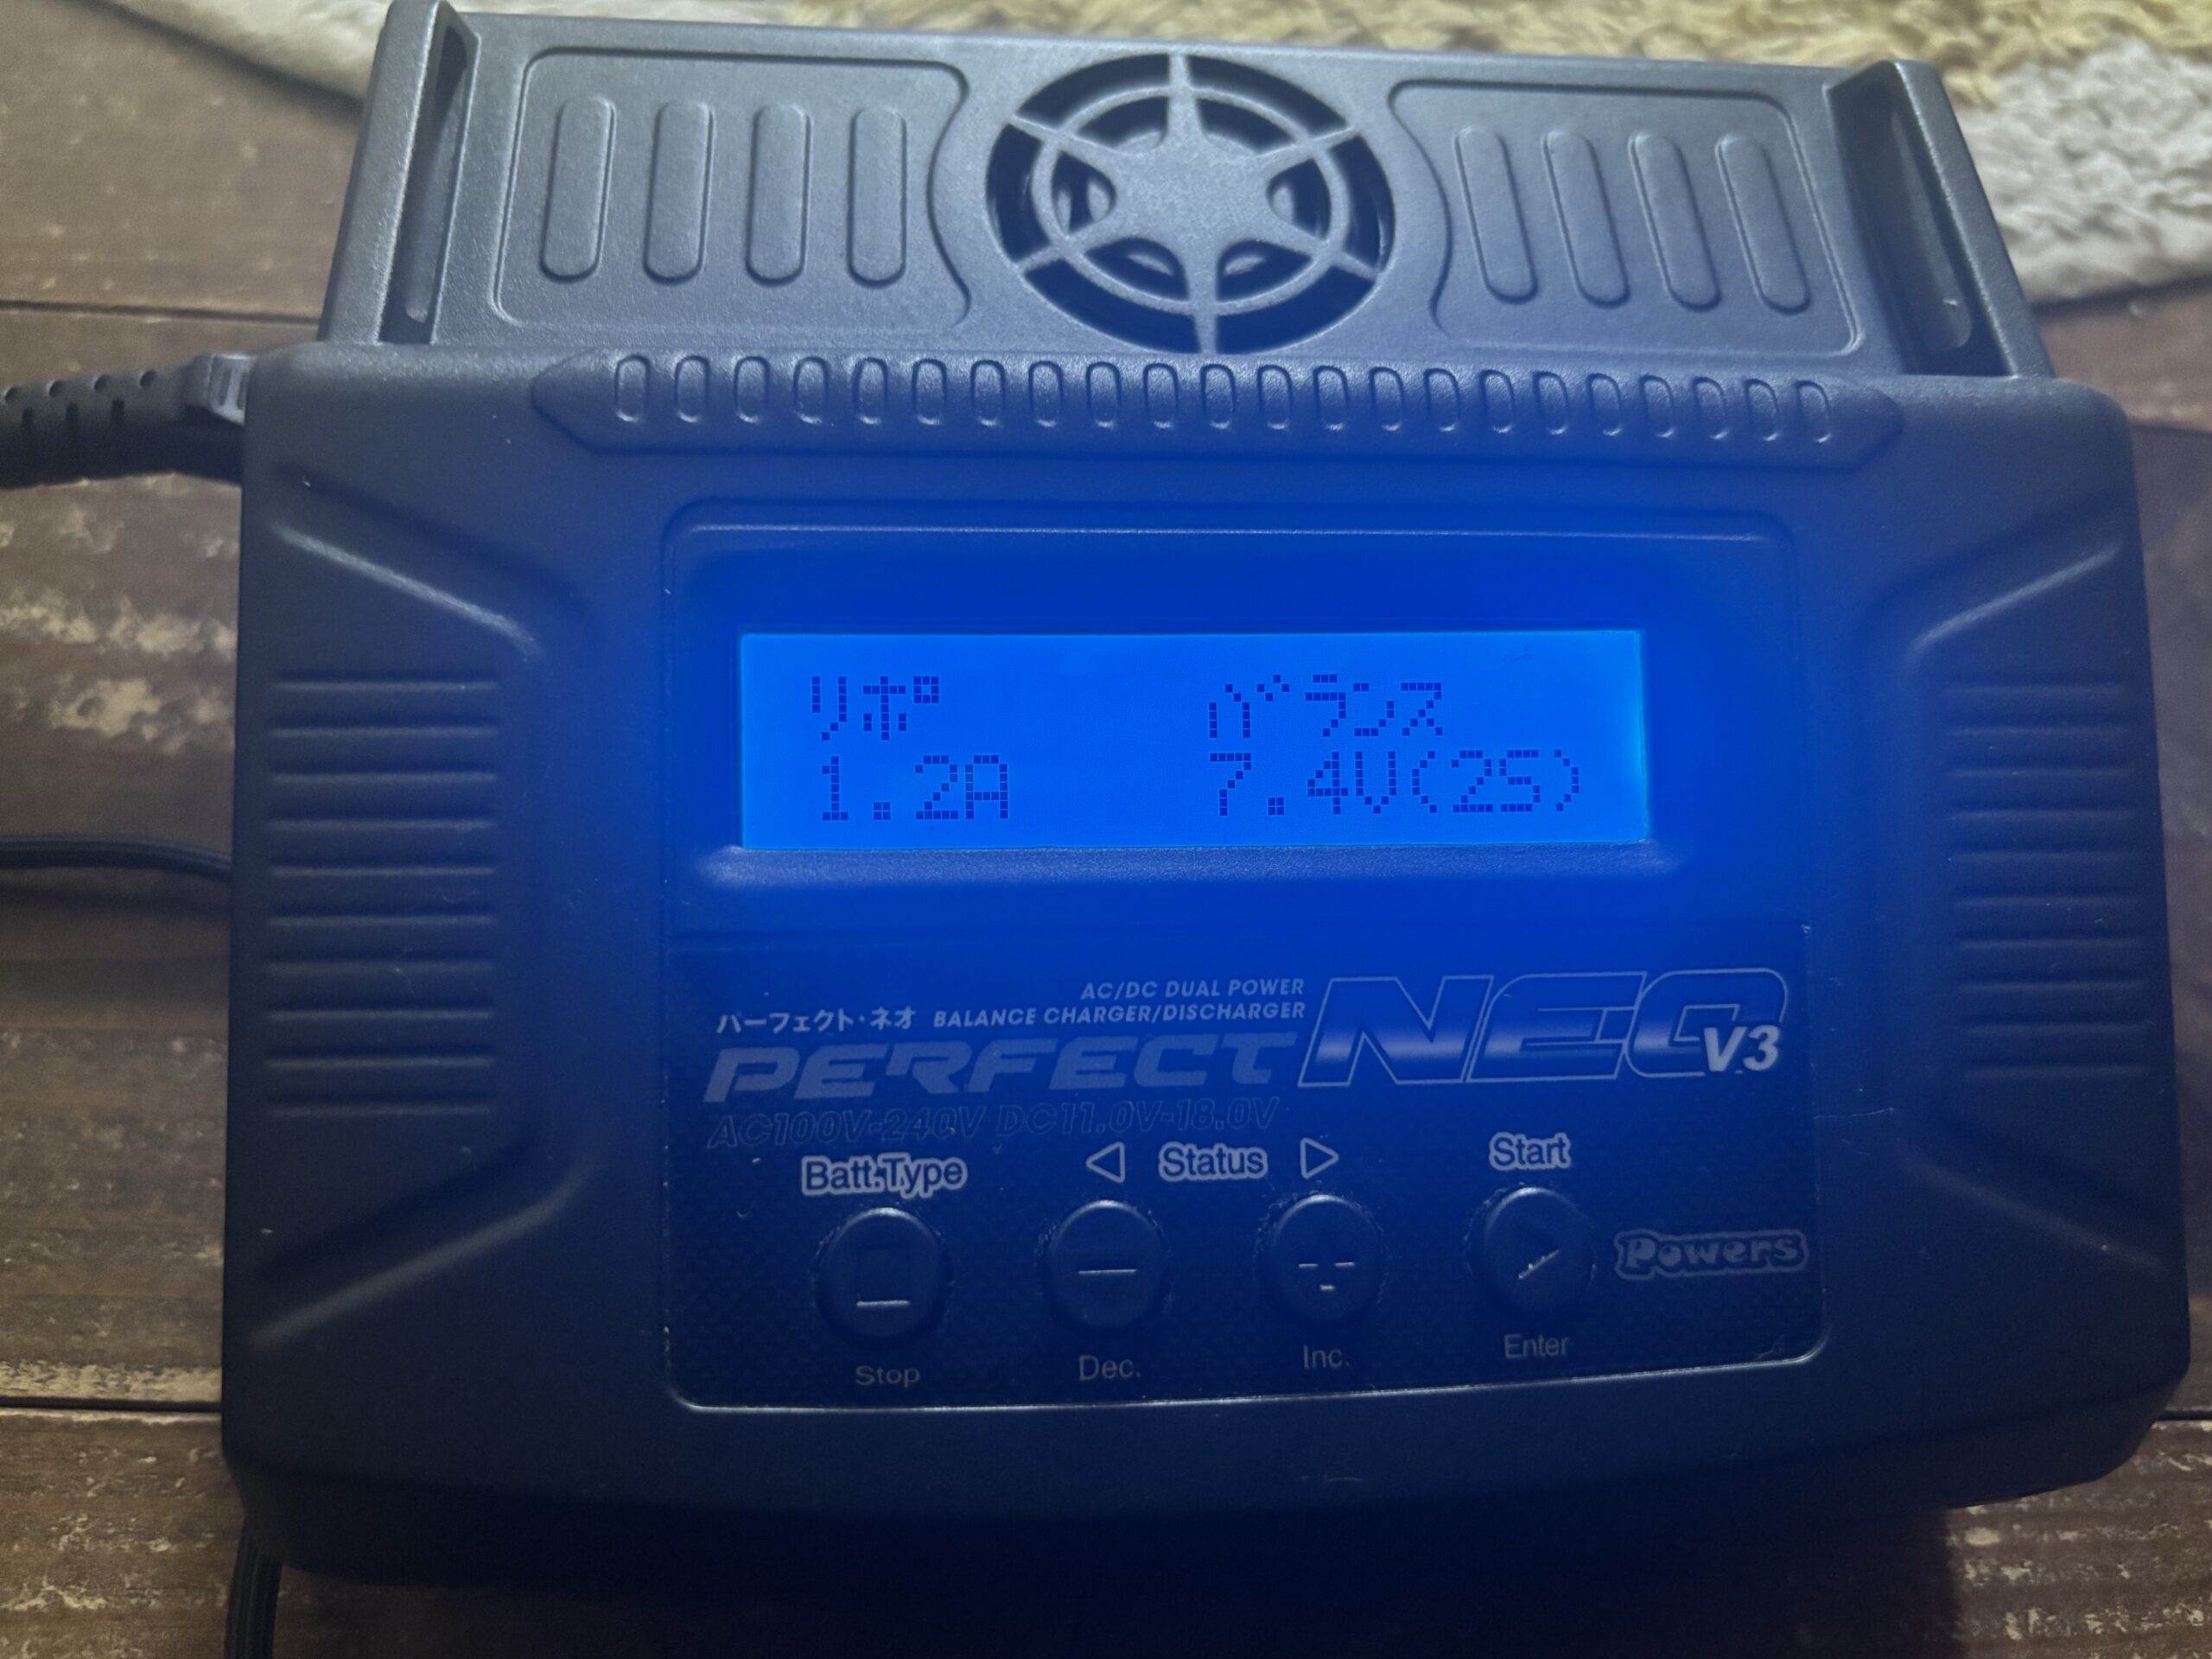 リポ バランス
1.2A 7.4V(2S)
AC/DC DUAL POWER
パーフェクト・ネオ BALANCE CHARGER/DISCHARGER
PERFECT NEO V3
AC100V-240V DC11.0V-18.0V
Batt.Type ◁ Status ▷ Start
Powers
Stop Dec. Inc. Enter